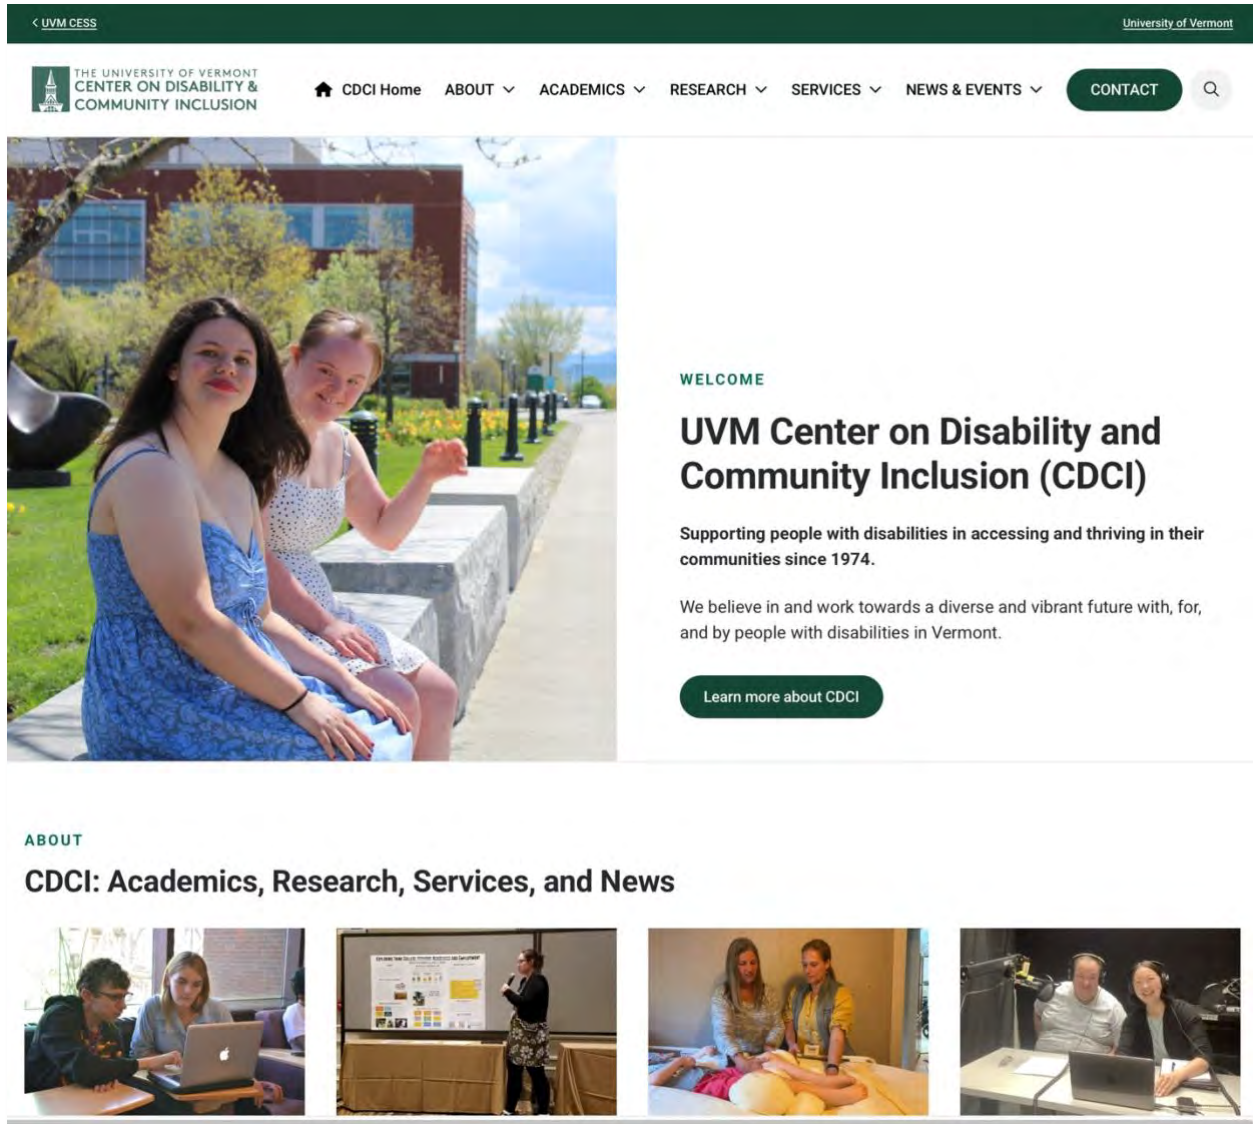 < UVM CESS
University of Vermont
THE UNIVERSITY OF VERMONT
CENTER ON DISABILITY &
COMMUNITY INCLUSION
CDCI Home
ABOUT
ACADEMICS
RESEARCH
SERVICES
NEWS & EVENTS
CONTACT
WELCOME
UVM Center on Disability and
Community Inclusion (CDCI)
Supporting people with disabilities in accessing and thriving in their
communities since 1974.
We believe in and work towards a diverse and vibrant future with, for,
and by people with disabilities in Vermont.
Learn more about CDCI
ABOUT
CDCI: Academics, Research, Services, and News